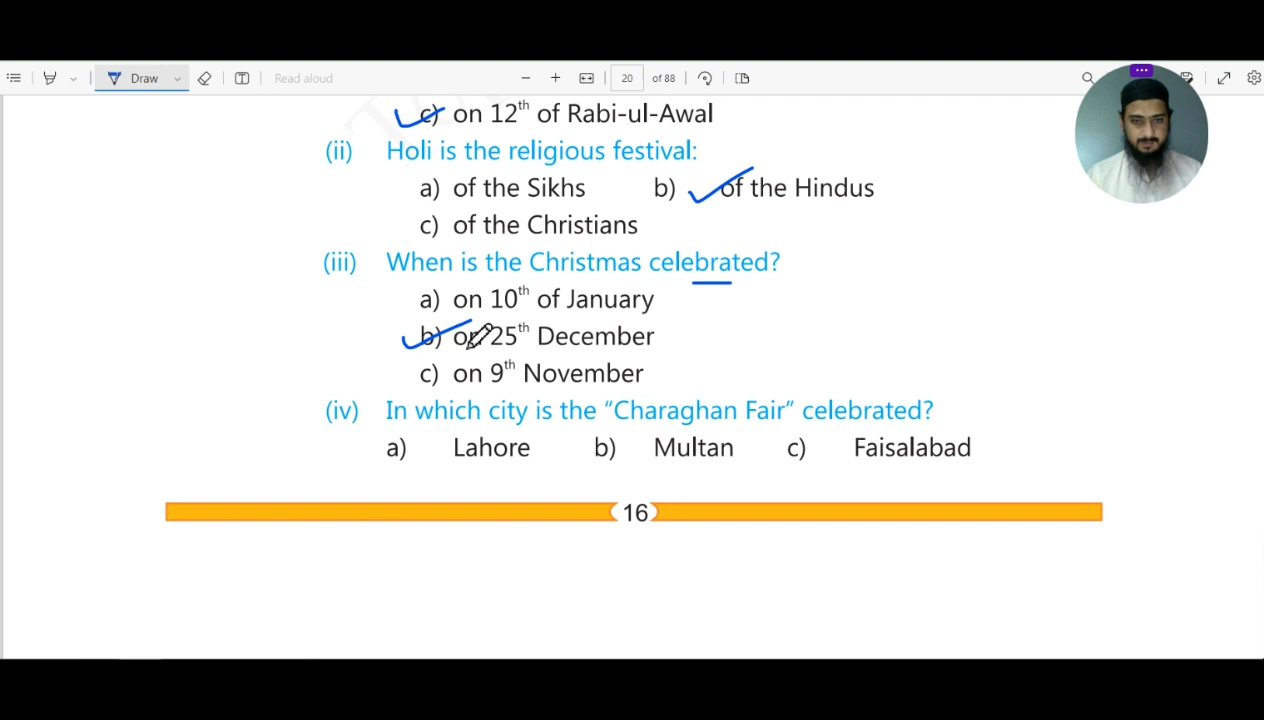 Draw
Read aloud
20 of 88
c) on 12th of Rabi-ul-Awal
(ii) Holi is the religious festival:
a) of the Sikhs b) of the Hindus
c) of the Christians
(iii) When is the Christmas celebrated?
a) on 10th of January
b) on 25th December
c) on 9th November
(iv) In which city is the “Charaghan Fair” celebrated?
a) Lahore b) Multan c) Faisalabad
16